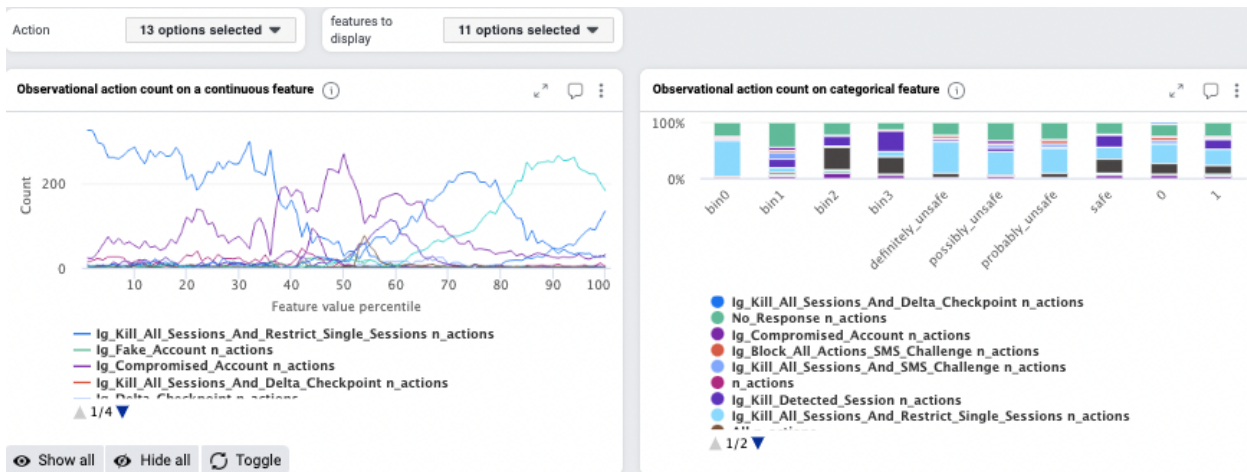 Action
13 options selected
features to
display
11 options selected
Observational action count on a continuous feature
Count
200
0
10 20 30 40 50 60 70 80 90 100
Feature value percentile
Ig_Kill_All_Sessions_And_Restrict_Single_Sessions n_actions
Ig_Fake_Account n_actions
Ig_Compromised_Account n_actions
Ig_Kill_All_Sessions_And_Delta_Checkpoint n_actions
Ig_Delta_Checkpoint n_actions
1/4
Show all Hide all Toggle
Observational action count on categorical feature
100%
0%
bin0 bin1 bin2 bin3 definitely_unsafe possibly_unsafe probably_unsafe safe 0 1
Ig_Kill_All_Sessions_And_Delta_Checkpoint n_actions
No_Response n_actions
Ig_Compromised_Account n_actions
Ig_Block_All_Actions_SMS_Challenge n_actions
Ig_Kill_All_Sessions_And_SMS_Challenge n_actions
n_actions
Ig_Kill_Detected_Session n_actions
Ig_Kill_All_Sessions_And_Restrict_Single_Sessions n_actions
1/2